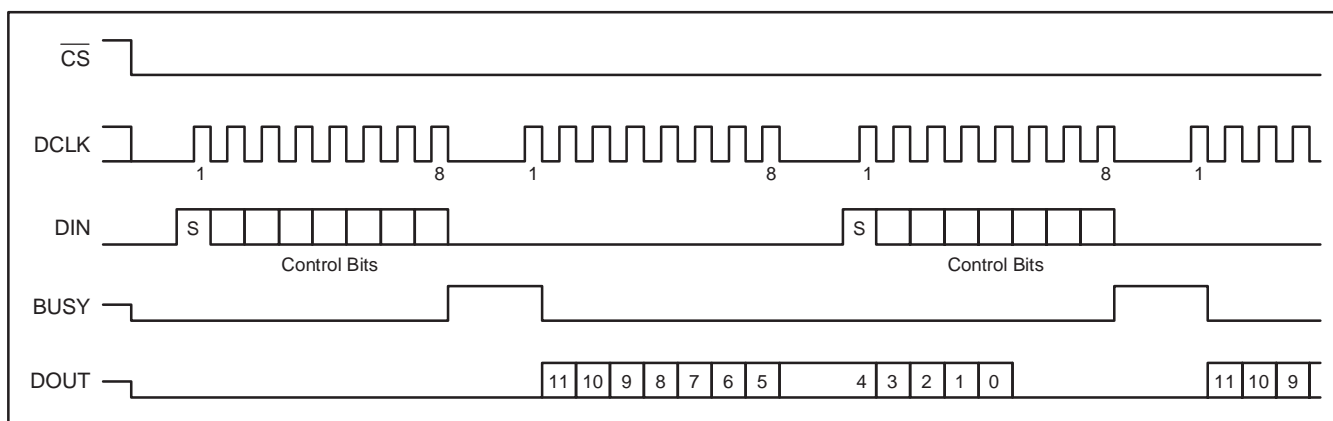 CS
DCLK
1 8 1 8 1 8 1
DIN
S S
Control Bits Control Bits
BUSY
DOUT
11 10 9 8 7 6 5 4 3 2 1 0 11 10 9